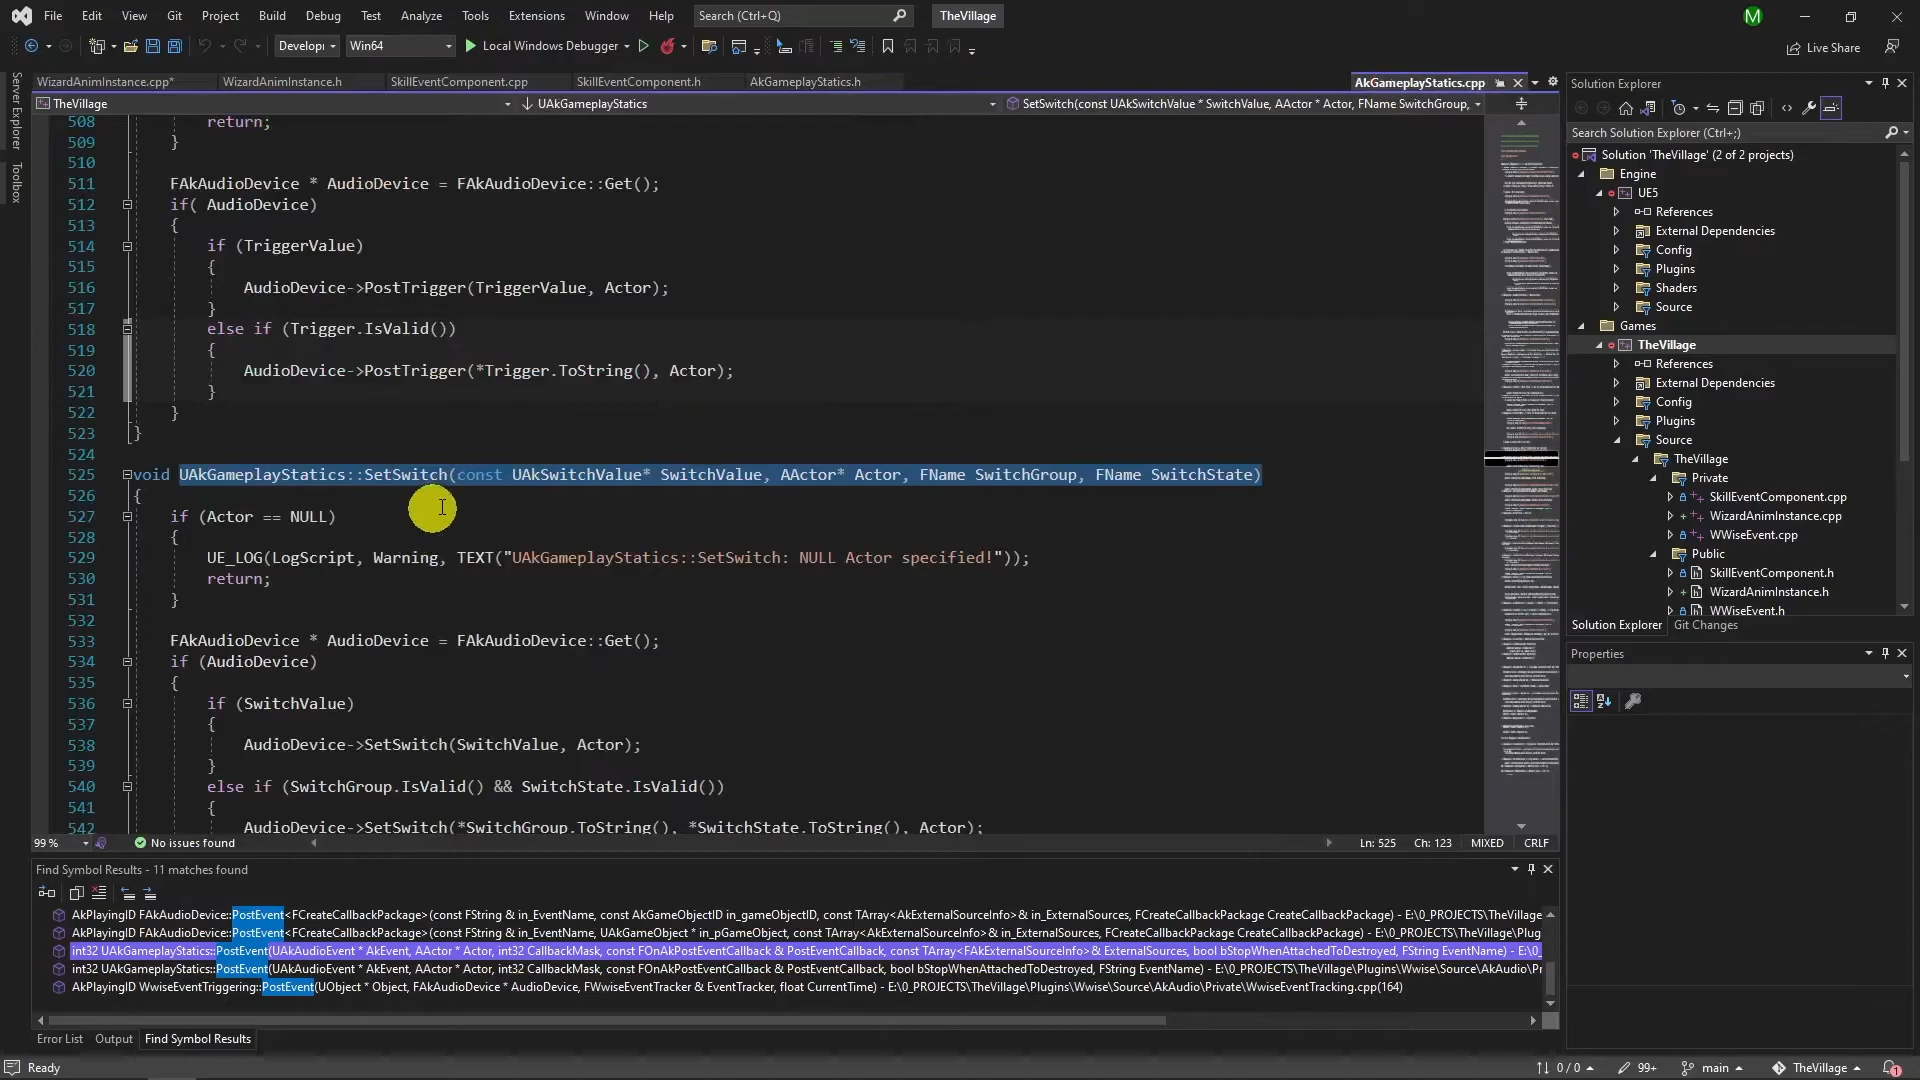 File Edit View Git Project Build Debug Test Analyze Tools Extensions Window Help Search (Ctrl+Q) TheVillage M
Developi Win64 Local Windows Debugger Live Share
WizardAnimInstance.cpp* WizardAnimInstance.h SkillEventComponent.cpp SkillEventComponent.h AkGameplayStatics.h AkGameplayStatics.cpp
TheVillage UAkGameplayStatics SetSwitch(const UAkSwitchValue * SwitchValue, AActor * Actor, FName SwitchGroup,
Server Explorer
Toolbox
508 return;
509 }
510
511 FAkAudioDevice * AudioDevice = FAkAudioDevice::Get();
512 if( AudioDevice)
513 {
514 if (TriggerValue)
515 {
516 AudioDevice->PostTrigger(TriggerValue, Actor);
517 }
518 else if (Trigger.IsValid())
519 {
520 AudioDevice->PostTrigger(*Trigger.ToString(), Actor);
521 }
522 }
523 }
524
525 void UAkGameplayStatics::SetSwitch(const UAkSwitchValue* SwitchValue, AActor* Actor, FName SwitchGroup, FName SwitchState)
526 {
527 if (Actor == NULL)
528 {
529 UE_LOG(LogScript, Warning, TEXT("UAkGameplayStatics::SetSwitch: NULL Actor specified!"));
530 return;
531 }
532
533 FAkAudioDevice * AudioDevice = FAkAudioDevice::Get();
534 if (AudioDevice)
535 {
536 if (SwitchValue)
537 {
538 AudioDevice->SetSwitch(SwitchValue, Actor);
539 }
540 else if (SwitchGroup.IsValid() && SwitchState.IsValid())
541 {
542 AudioDevice->SetSwitch(*SwitchGroup.ToString(), *SwitchState.ToString(), Actor);
99 % No issues found Ln: 525 Ch: 123 MIXED CRLF
Find Symbol Results - 11 matches found
AkPlayingID FAkAudioDevice::PostEvent<FCreateCallbackPackage>(const FString & in_EventName, const AkGameObjectID in_gameObjectID, const TArray<AkExternalSourceInfo>& in_ExternalSources, FCreateCallbackPackage CreateCallbackPackage) - E:\0_PROJECTS\TheVillage
AkPlayingID FAkAudioDevice::PostEvent<FCreateCallbackPackage>(const FString & in_EventName, UAkGameObject * in_pGameObject, const TArray<AkExternalSourceInfo>& in_ExternalSources, FCreateCallbackPackage CreateCallbackPackage) - E:\0_PROJECTS\TheVillage\Plug
int32 UAkGameplayStatics::PostEvent(UAkAudioEvent * AkEvent, AActor * Actor, int32 CallbackMask, const FOnAkPostEventCallback & PostEventCallback, const TArray<FAkExternalSourceInfo>& ExternalSources, bool bStopWhenAttachedToDestroyed, FString EventName) - E:\0_
int32 UAkGameplayStatics::PostEvent(UAkAudioEvent * AkEvent, AActor * Actor, int32 CallbackMask, const FOnAkPostEventCallback & PostEventCallback, bool bStopWhenAttachedToDestroyed, FString EventName) - E:\0_PROJECTS\TheVillage\Plugins\Wwise\Source\AkAudio\Pr
AkPlayingID WwiseEventTriggering::PostEvent(UObject * Object, FAkAudioDevice * AudioDevice, FWwiseEventTracker & EventTracker, float CurrentTime) - E:\0_PROJECTS\TheVillage\Plugins\Wwise\Source\AkAudio\Private\WwiseEventTracking.cpp(164)
Error List Output Find Symbol Results
Solution Explorer
Search Solution Explorer (Ctrl+;)
Solution 'TheVillage' (2 of 2 projects)
Engine
UE5
References
External Dependencies
Config
Plugins
Shaders
Source
Games
TheVillage
References
External Dependencies
Config
Plugins
Source
TheVillage
Private
SkillEventComponent.cpp
WizardAnimInstance.cpp
WWiseEvent.cpp
Public
SkillEventComponent.h
WizardAnimInstance.h
WWiseEvent.h
Solution Explorer Git Changes
Properties
Ready 0 / 0 99+ main TheVillage 1